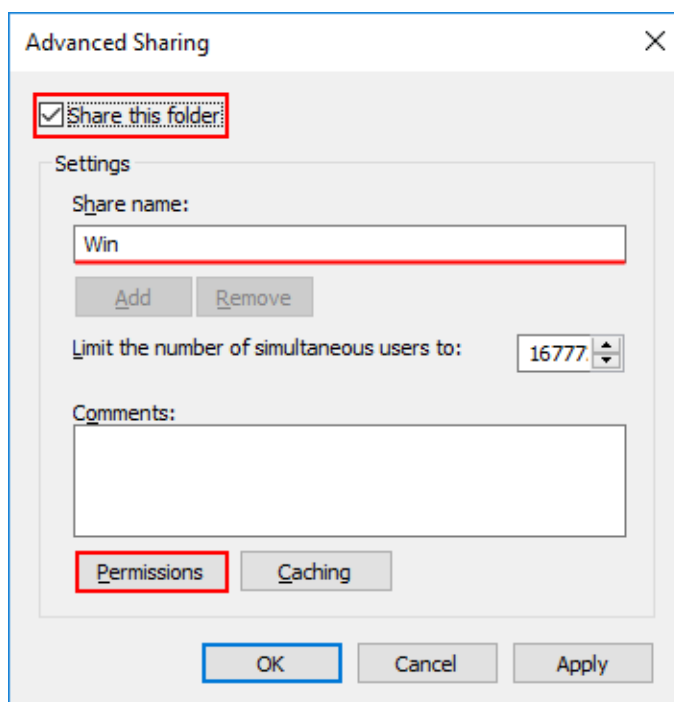 Advanced Sharing
Share this folder
Settings
Share name:
Win
Add Remove
Limit the number of simultaneous users to: 16777
Comments:
Permissions Caching
OK Cancel Apply